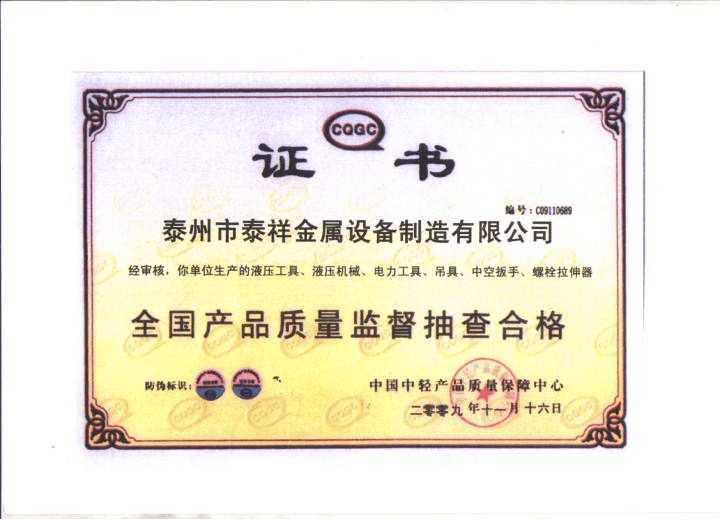 CQGC
证书
编号：C09110689
泰州市泰祥金属设备制造有限公司
经审核，你单位生产的液压工具、液压机械、电力工具、吊具、中空扳手、螺栓拉伸器
全国产品质量监督抽查合格
防伪标识：
中国中轻产品质量保障中心
二零零九年十一月十六日